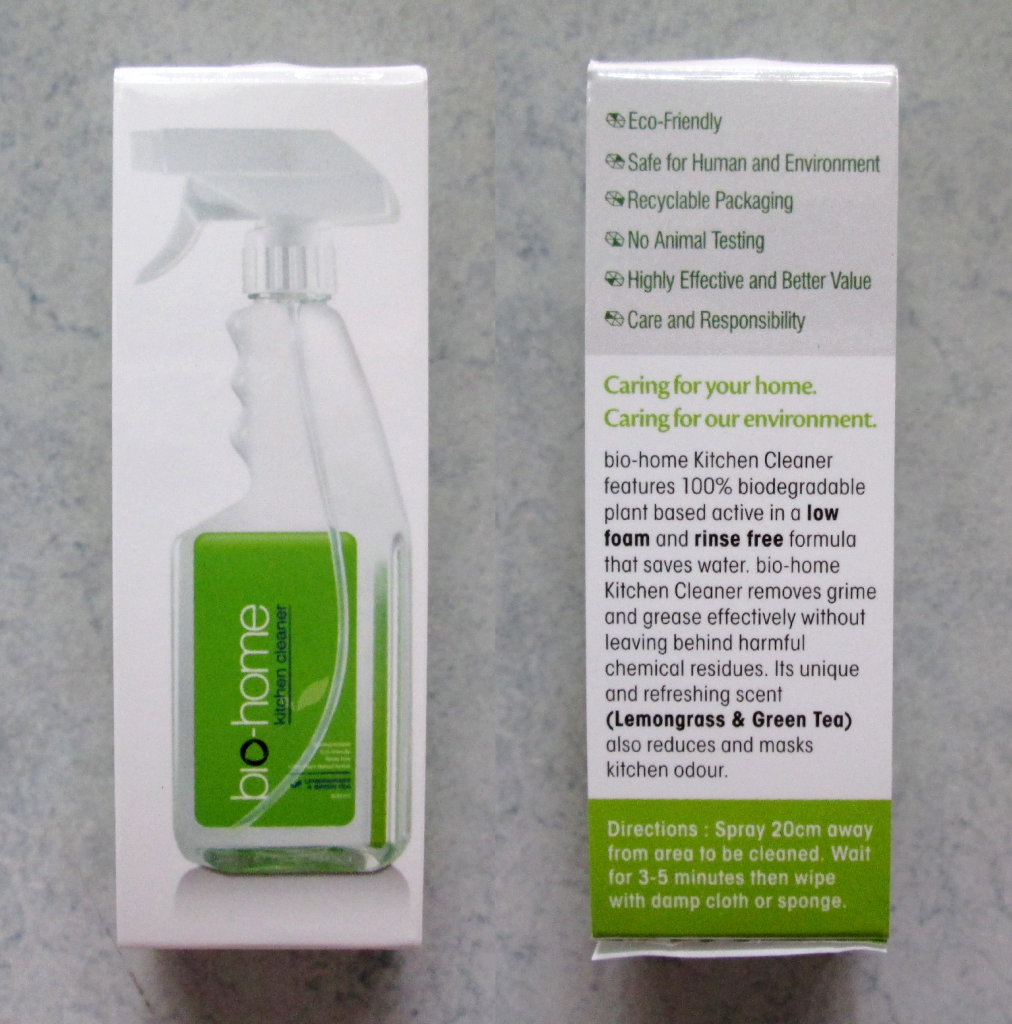 bio-home
kitchen cleaner
Eco-Friendly
Safe for Human and Environment
Recyclable Packaging
No Animal Testing
Highly Effective and Better Value
Care and Responsibility
Caring for your home.
Caring for our environment.
bio-home Kitchen Cleaner
features 100% biodegradable
plant based active in a low
foam and rinse free formula
that saves water. bio-home
Kitchen Cleaner removes grime
and grease effectively without
leaving behind harmful
chemical residues. Its unique
and refreshing scent
(Lemongrass & Green Tea)
also reduces and masks
kitchen odour.
Directions : Spray 20cm away
from area to be cleaned. Wait
for 3-5 minutes then wipe
with damp cloth or sponge.